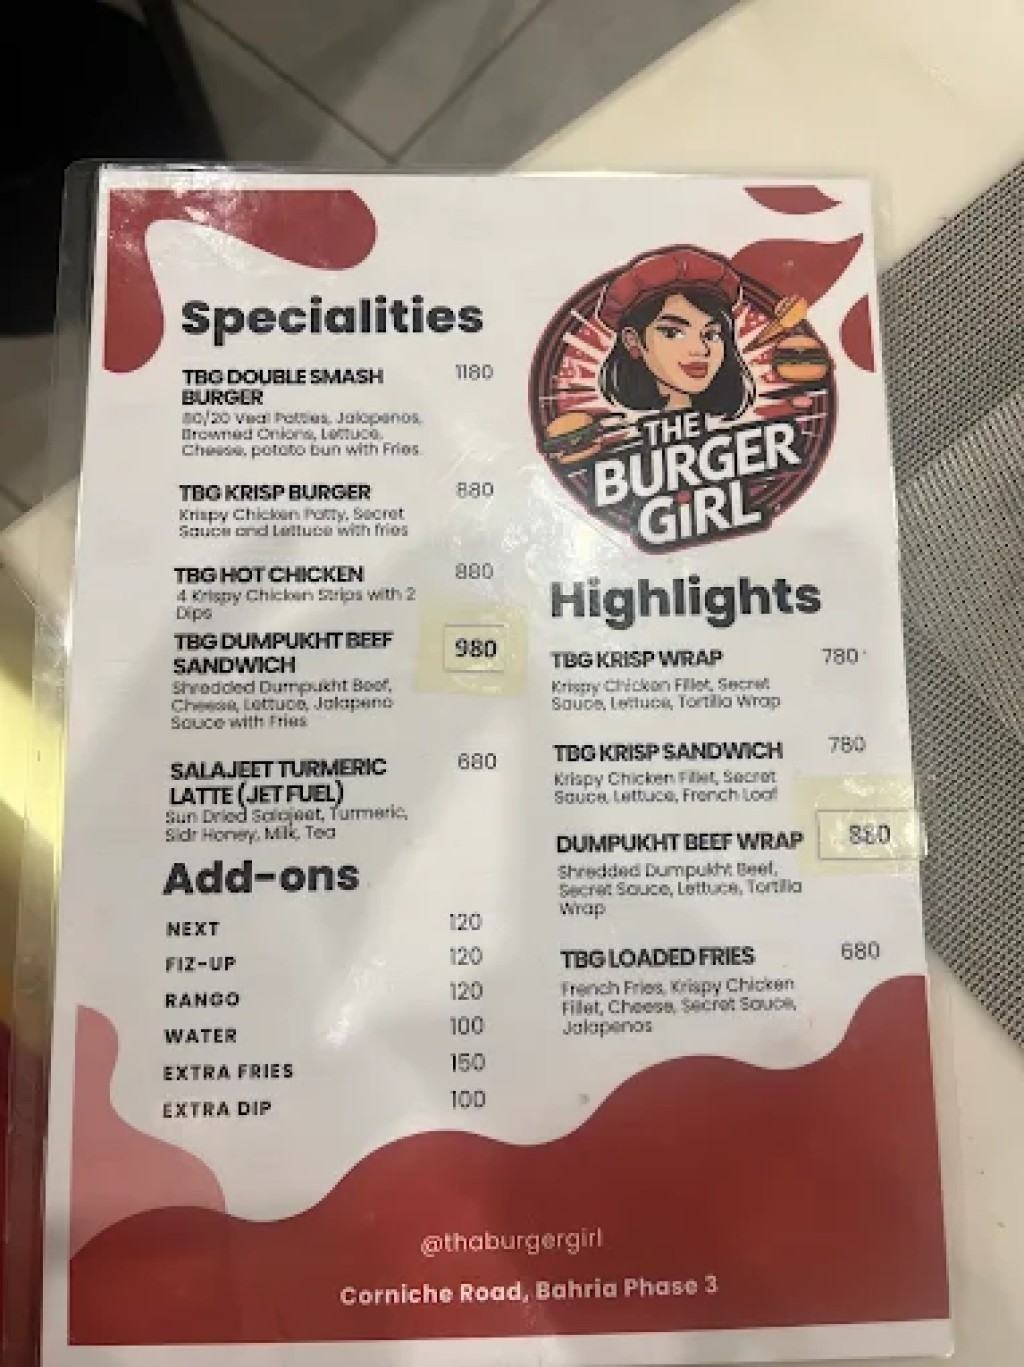 Specialities
TBG DOUBLE SMASH 1180
BURGER
80/20 Veal Patties, Jalapenos,
Browned Onions, Lettuce,
Cheese, potato bun with Fries.
TBG KRISP BURGER 880
Krispy Chicken Patty, Secret
Sauce and Lettuce with fries
TBG HOT CHICKEN 880
4 Krispy Chicken Strips with 2
Dips
TBG DUMPUKHT BEEF 980
SANDWICH
Shredded Dumpukht Beef,
Cheese, Lettuce, Jalapeno
Sauce with Fries
SALAJEET TURMERIC 680
LATTE (JET FUEL)
Sun Dried Salajeet, Turmeric,
Sidr Honey, Milk, Tea
Add-ons
NEXT 120
FIZ-UP 120
RANGO 120
WATER 100
EXTRA FRIES 150
EXTRA DIP 100
THE
BURGER
GiRL
Highlights
TBG KRISP WRAP 780
Krispy Chicken Fillet, Secret
Sauce, Lettuce, Tortilla Wrap
TBG KRISP SANDWICH 780
Krispy Chicken Fillet, Secret
Sauce, Lettuce, French Loaf
DUMPUKHT BEEF WRAP 880
Shredded Dumpukht Beef,
Secret Sauce, Lettuce, Tortilla
Wrap
TBG LOADED FRIES 680
French Fries, Krispy Chicken
Fillet, Cheese, Secret Sauce,
Jalapenos
@thaburgergirl
Corniche Road, Bahria Phase 3